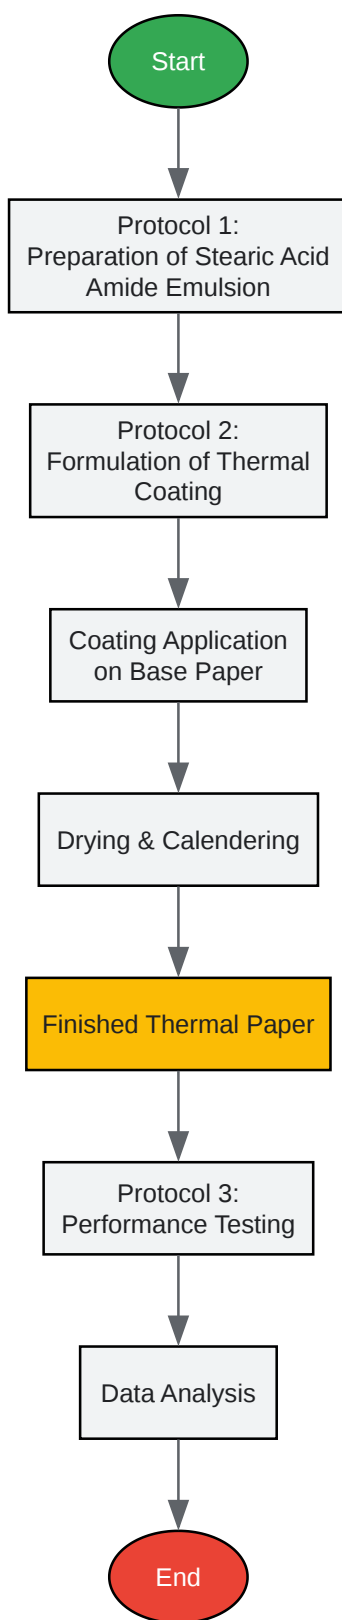 Start
Protocol 1:
Preparation of Stearic Acid
Amide Emulsion
Protocol 2:
Formulation of Thermal
Coating
Coating Application
on Base Paper
Drying & Calendering
Finished Thermal Paper
Protocol 3:
Performance Testing
Data Analysis
End